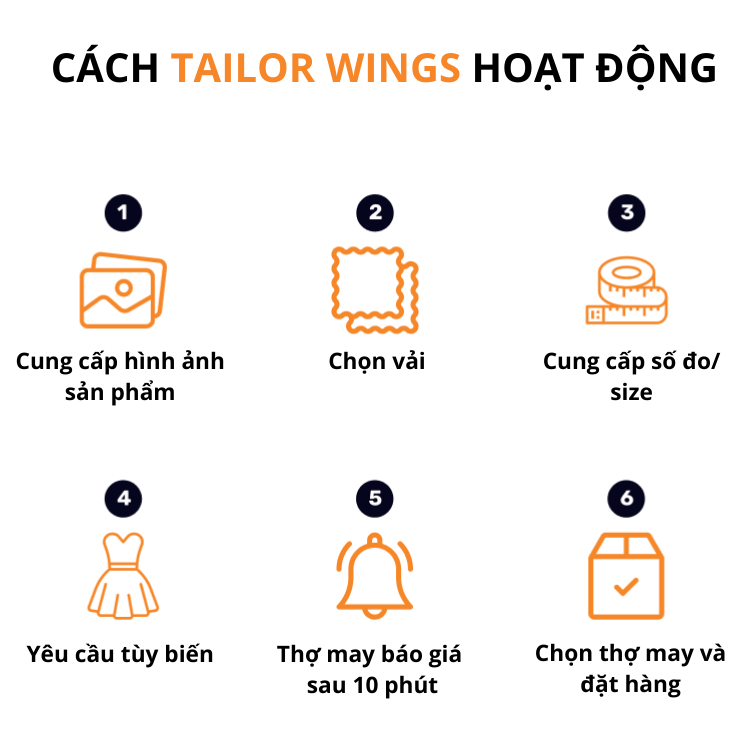 CÁCH TAILOR WINGS HOẠT ĐỘNG
1
2
3
Cung cấp hình ảnh
sản phẩm
Chọn vải
Cung cấp số đo/
size
4
5
6
Yêu cầu tùy biến
Thợ may báo giá
sau 10 phút
Chọn thợ may và
đặt hàng